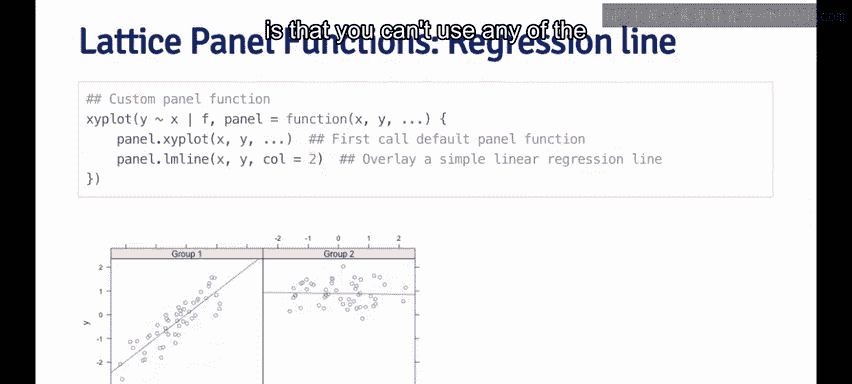 is that you can't use any of the
Lattice Panel Functions: Regression line
## Custom panel function
xyplot(y ~ x | f, panel = function(x, y, ...) {
    panel.xyplot(x, y, ...)  ## First call default panel function
    panel.lmline(x, y, col = 2)  ## Overlay a simple linear regression line
})
-2 -1 0 1 2
Group 1 Group 2
2
1
0
y
-1
-2